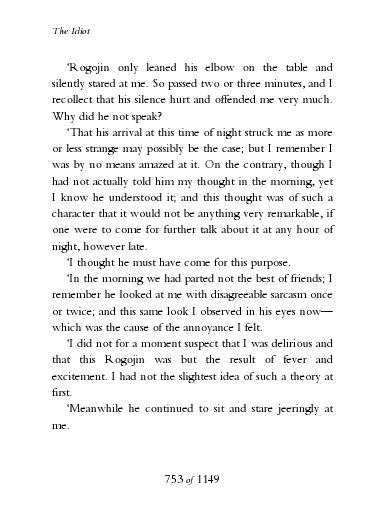 The Idiot
‘Rogojin only leaned his elbow on the table and
silently stared at me. So passed two or three minutes, and I
recollect that his silence hurt and offended me very much.
Why did he not speak?
‘That his arrival at this time of night struck me as more
or less strange may possibly be the case; but I remember I
was by no means amazed at it. On the contrary, though I
had not actually told him my thought in the morning, yet
I know he understood it; and this thought was of such a
character that it would not be anything very remarkable, if
one were to come for further talk about it at any hour of
night, however late.
‘I thought he must have come for this purpose.
‘In the morning we had parted not the best of friends; I
remember he looked at me with disagreeable sarcasm once
or twice; and this same look I observed in his eyes now—
which was the cause of the annoyance I felt.
‘I did not for a moment suspect that I was delirious and
that this Rogojin was but the result of fever and
excitement. I had not the slightest idea of such a theory at
first.
‘Meanwhile he continued to sit and stare jeeringly at
me.
753 of 1149